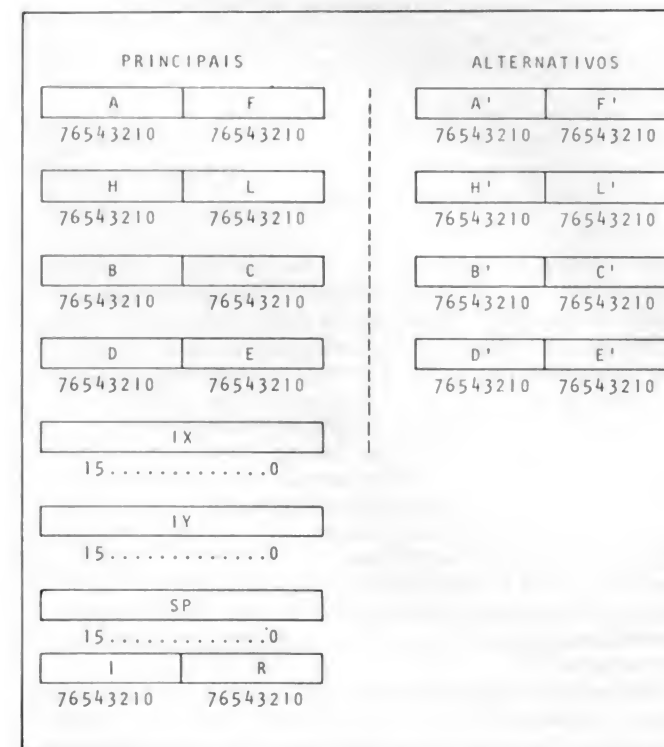 PRINCIPAIS ALTERNATIVOS
A F A' F'
76543210 76543210 76543210 76543210
H L H' L'
76543210 76543210 76543210 76543210
B C B' C'
76543210 76543210 76543210 76543210
D E D' E'
76543210 76543210 76543210 76543210
IX
15.............0
IY
15.............0
SP
15.............0
I R
76543210 76543210